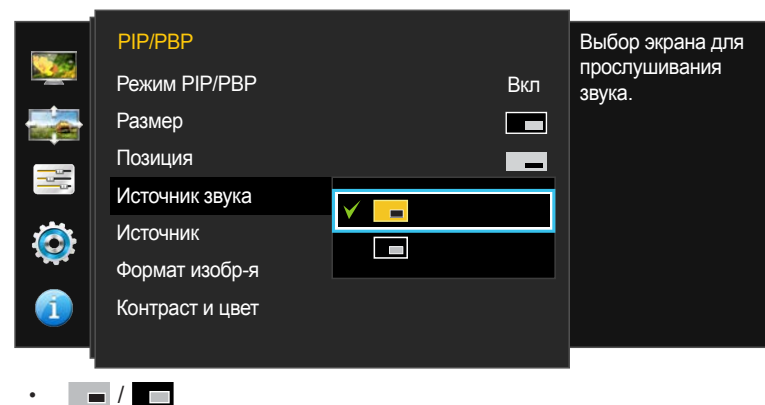 PIP/PBP
Режим PIP/PBP Вкл
Размер
Позиция
Источник звука
Источник
Формат изобр-я
Контраст и цвет
Выбор экрана для
прослушивания
звука.
• /